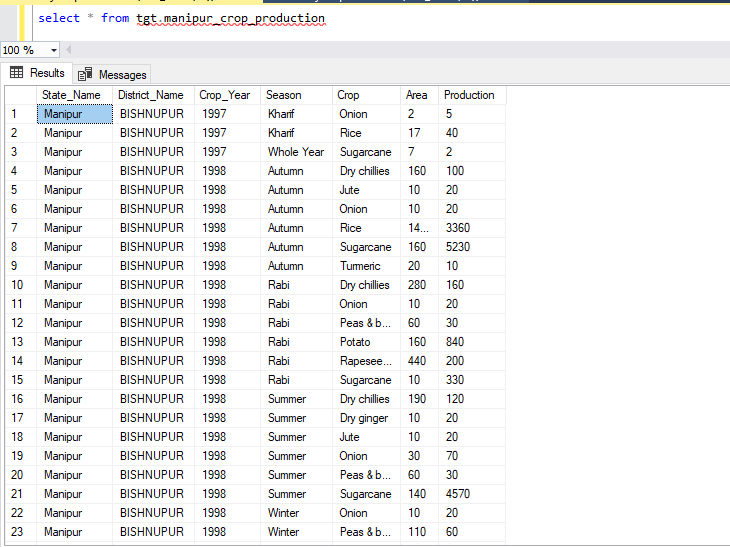 select * from tgt.manipur_crop_production
100 %
Results Messages
State_Name District_Name Crop_Year Season Crop Area Production
1 Manipur BISHNUPUR 1997 Kharif Onion 2 5
2 Manipur BISHNUPUR 1997 Kharif Rice 17 40
3 Manipur BISHNUPUR 1997 Whole Year Sugarcane 7 2
4 Manipur BISHNUPUR 1998 Autumn Dry chillies 160 100
5 Manipur BISHNUPUR 1998 Autumn Jute 10 20
6 Manipur BISHNUPUR 1998 Autumn Onion 10 20
7 Manipur BISHNUPUR 1998 Autumn Rice 14... 3360
8 Manipur BISHNUPUR 1998 Autumn Sugarcane 160 5230
9 Manipur BISHNUPUR 1998 Autumn Turmeric 20 10
10 Manipur BISHNUPUR 1998 Rabi Dry chillies 280 160
11 Manipur BISHNUPUR 1998 Rabi Onion 10 20
12 Manipur BISHNUPUR 1998 Rabi Peas & b... 60 30
13 Manipur BISHNUPUR 1998 Rabi Potato 160 840
14 Manipur BISHNUPUR 1998 Rabi Rapesee... 440 200
15 Manipur BISHNUPUR 1998 Rabi Sugarcane 10 330
16 Manipur BISHNUPUR 1998 Summer Dry chillies 190 120
17 Manipur BISHNUPUR 1998 Summer Dry ginger 10 20
18 Manipur BISHNUPUR 1998 Summer Jute 10 20
19 Manipur BISHNUPUR 1998 Summer Onion 30 70
20 Manipur BISHNUPUR 1998 Summer Peas & b... 60 30
21 Manipur BISHNUPUR 1998 Summer Sugarcane 140 4570
22 Manipur BISHNUPUR 1998 Winter Onion 10 20
23 Manipur BISHNUPUR 1998 Winter Peas & b... 110 60